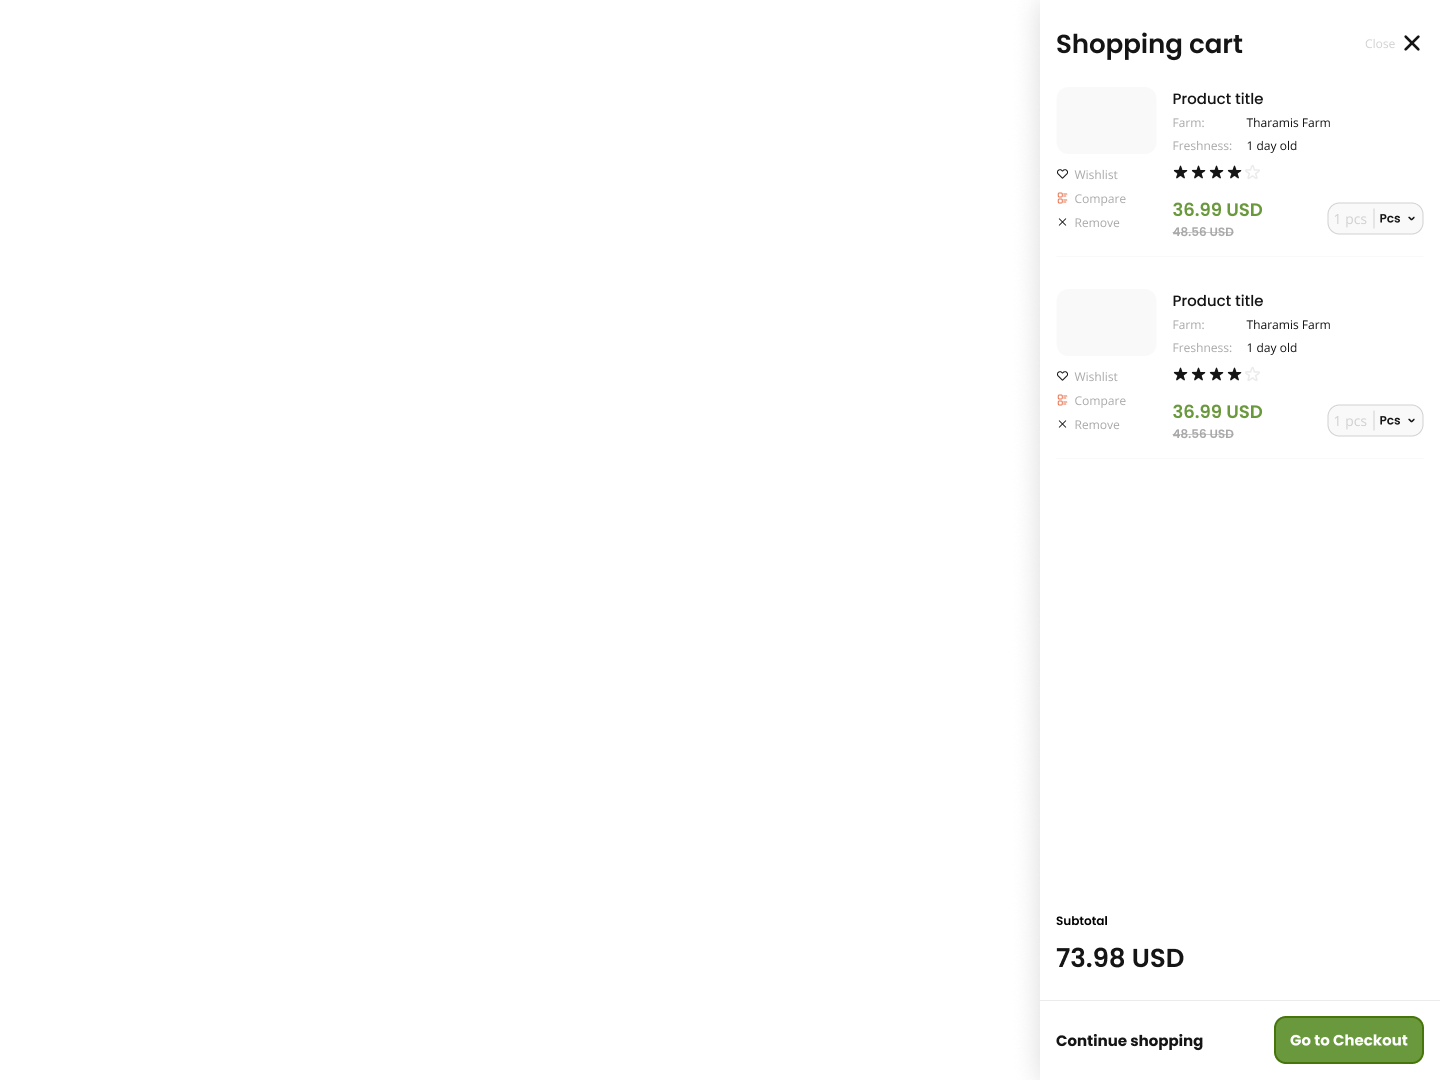 Shopping cart
Close
Product title
Farm: Tharamis Farm
Freshness: 1 day old
Wishlist
Compare
Remove
36.99 USD
48.56 USD
1 pcs Pcs
Product title
Farm: Tharamis Farm
Freshness: 1 day old
Wishlist
Compare
Remove
36.99 USD
48.56 USD
1 pcs Pcs
Subtotal
73.98 USD
Continue shopping
Go to Checkout